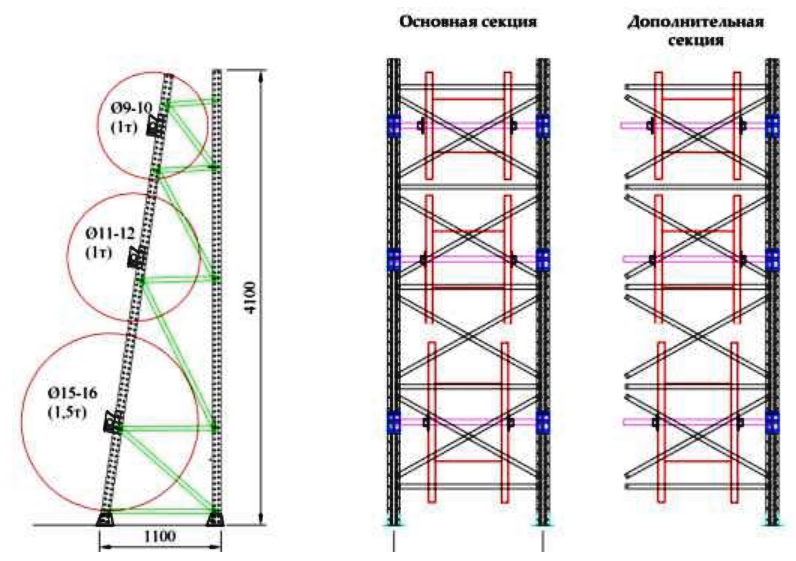 Основная секция
Дополнительная
секция
Ø9-10
(1т)
Ø11-12
(1т)
Ø15-16
(1,5т)
4100
1100